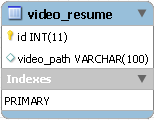 video_resume
id INT(11)
video_path VARCHAR(100)
Indexes
PRIMARY